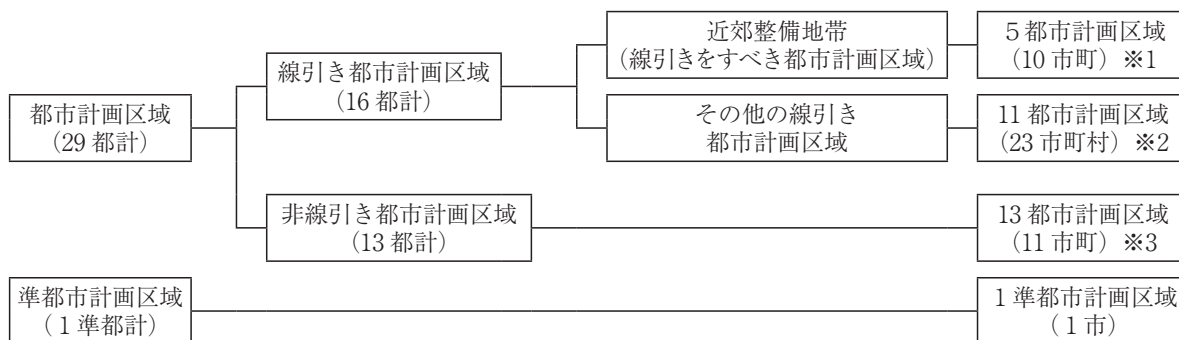 近郊整備地帯
(線引きをすべき都市計画区域)
5都市計画区域
(10市町)※1
線引き都市計画区域
(16都計)
都市計画区域
(29都計)
その他の線引き
都市計画区域
11都市計画区域
(23市町村)※2
非線引き都市計画区域
(13都計)
13都市計画区域
(11市町)※3
準都市計画区域
(1準都計)
1準都市計画区域
(1市)